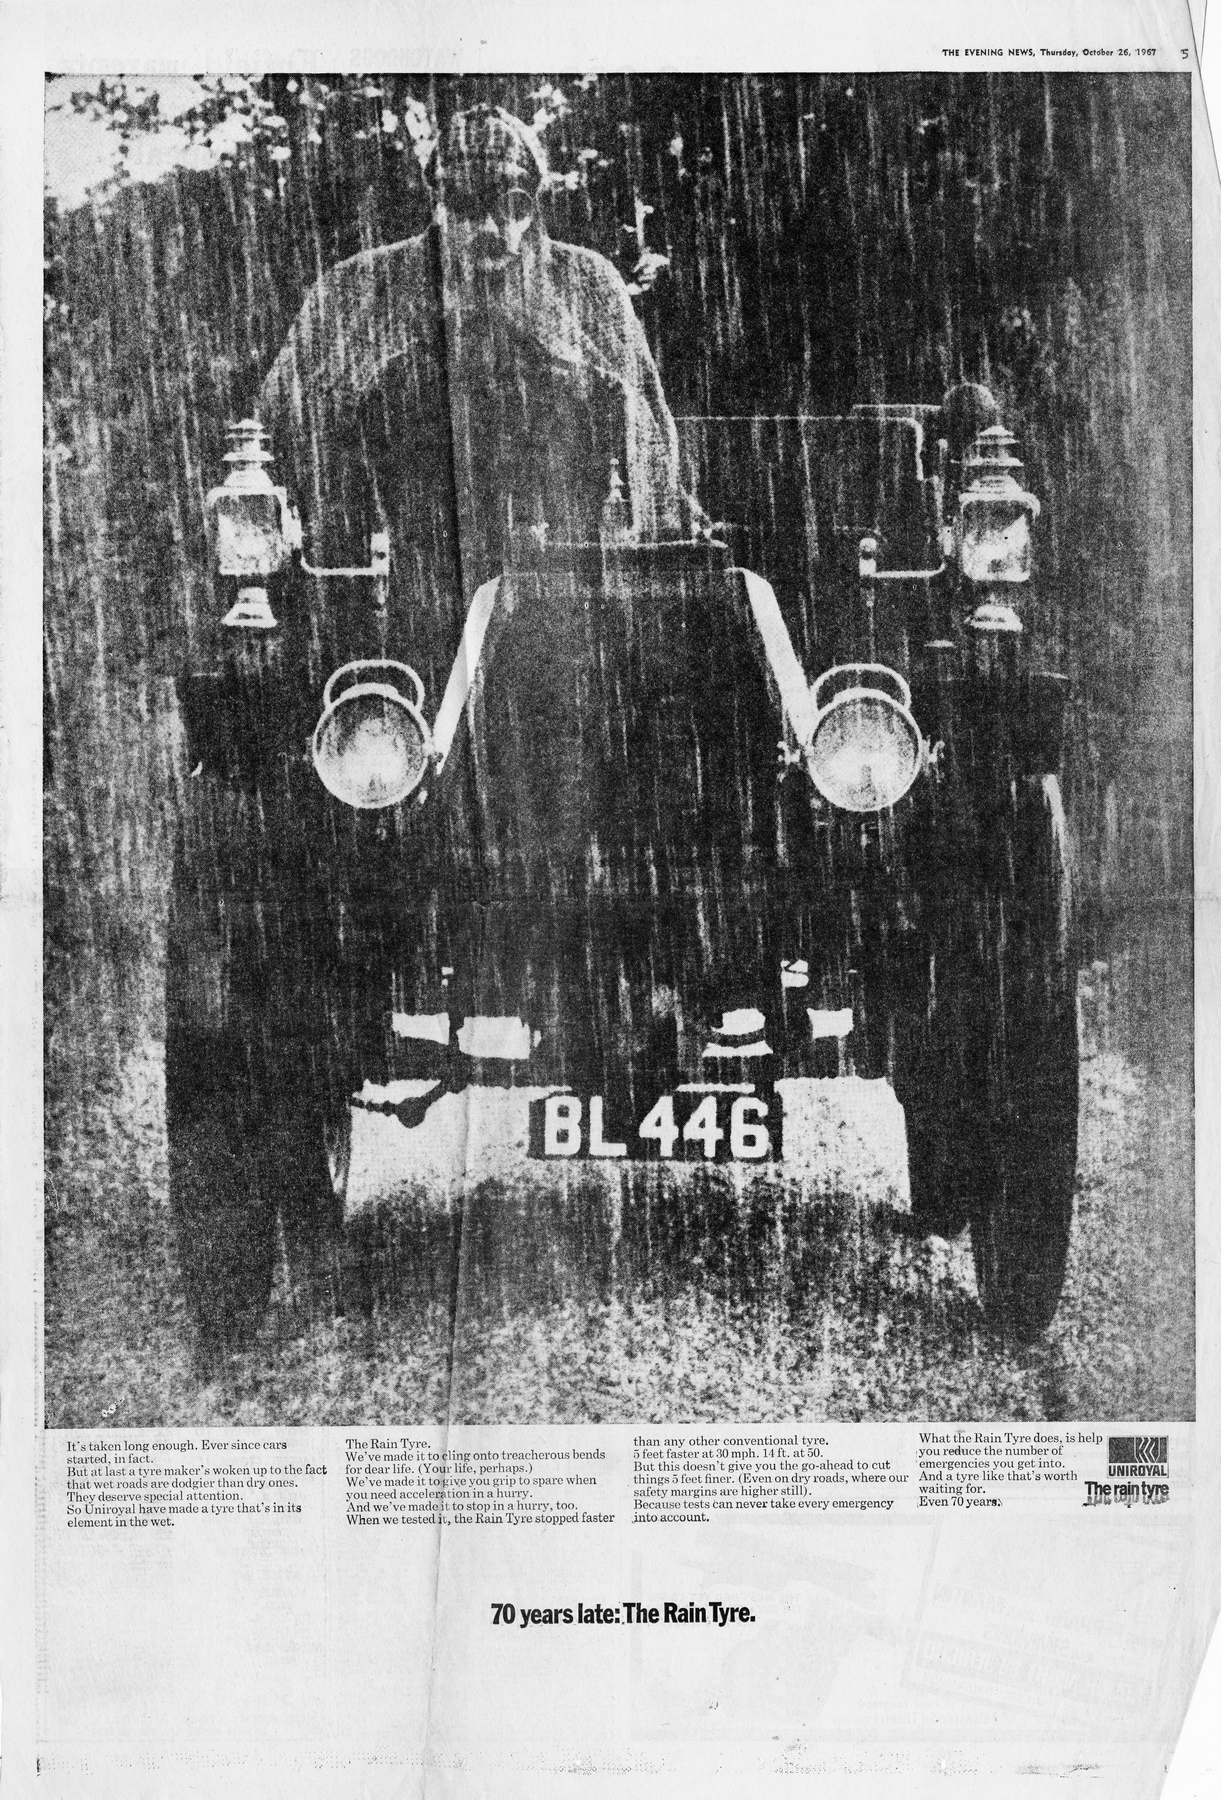 THE EVENING NEWS, Thursday, October 26, 1967 5
BL 446
It's taken long enough. Ever since cars
started, in fact.
But at last a tyre maker's woken up to the fact
that wet roads are dodgier than dry ones.
They deserve special attention.
So Uniroyal have made a tyre that's in its
element in the wet.
The Rain Tyre.
We've made it to cling onto treacherous bends
for dear life. (Your life, perhaps.)
We've made it to give you grip to spare when
you need acceleration in a hurry.
And we've made it to stop in a hurry, too.
When we tested it, the Rain Tyre stopped faster
than any other conventional tyre.
5 feet faster at 30 mph. 14 ft. at 50.
But this doesn't give you the go-ahead to cut
things 5 feet finer. (Even on dry roads, where our
safety margins are higher still).
Because tests can never take every emergency
into account.
What the Rain Tyre does, is help
you reduce the number of
emergencies you get into.
And a tyre like that's worth
waiting for.
Even 70 years.
UNIROYAL
The rain tyre
70 years late: The Rain Tyre.